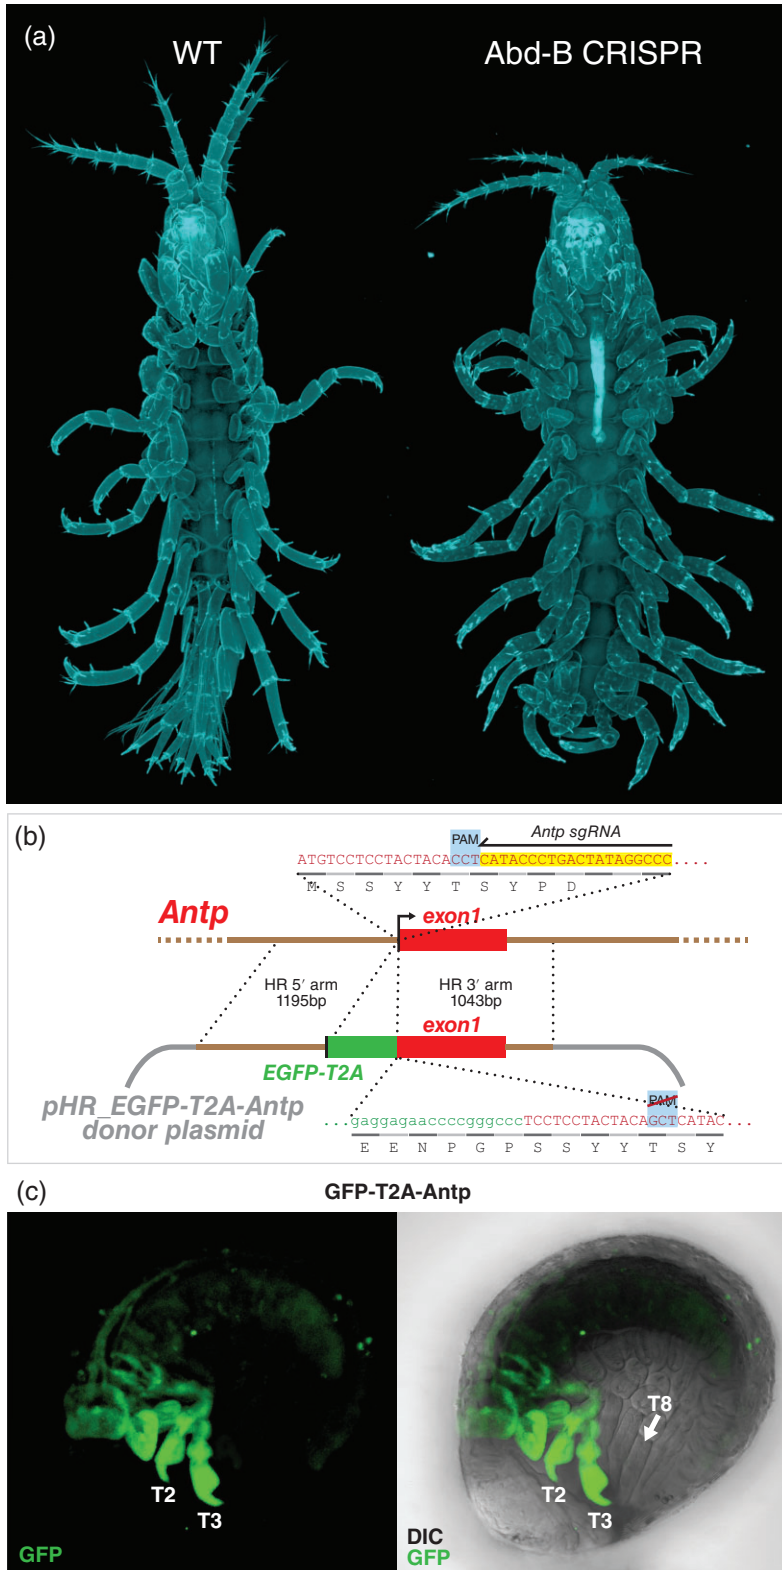 (a)
WT
Abd-B CRISPR
(b)
PAM
Antp sgRNA
ATGTCCTCCTACTACACCTCATACCCTGACTATAGGCCC....
M S S Y Y T S Y P D
Antp
exon1
HR 5′ arm
1195bp
HR 3′ arm
1043bp
exon1
EGFP-T2A
pHR_EGFP-T2A-Antp
donor plasmid
PAM
...gaggagaaccccgggcccTCCTCCTACTACAGCTCATAC...
E E N P G P S S Y Y T S Y
(c)
GFP-T2A-Antp
T8
T2
T3
GFP
T2
T3
DIC
GFP